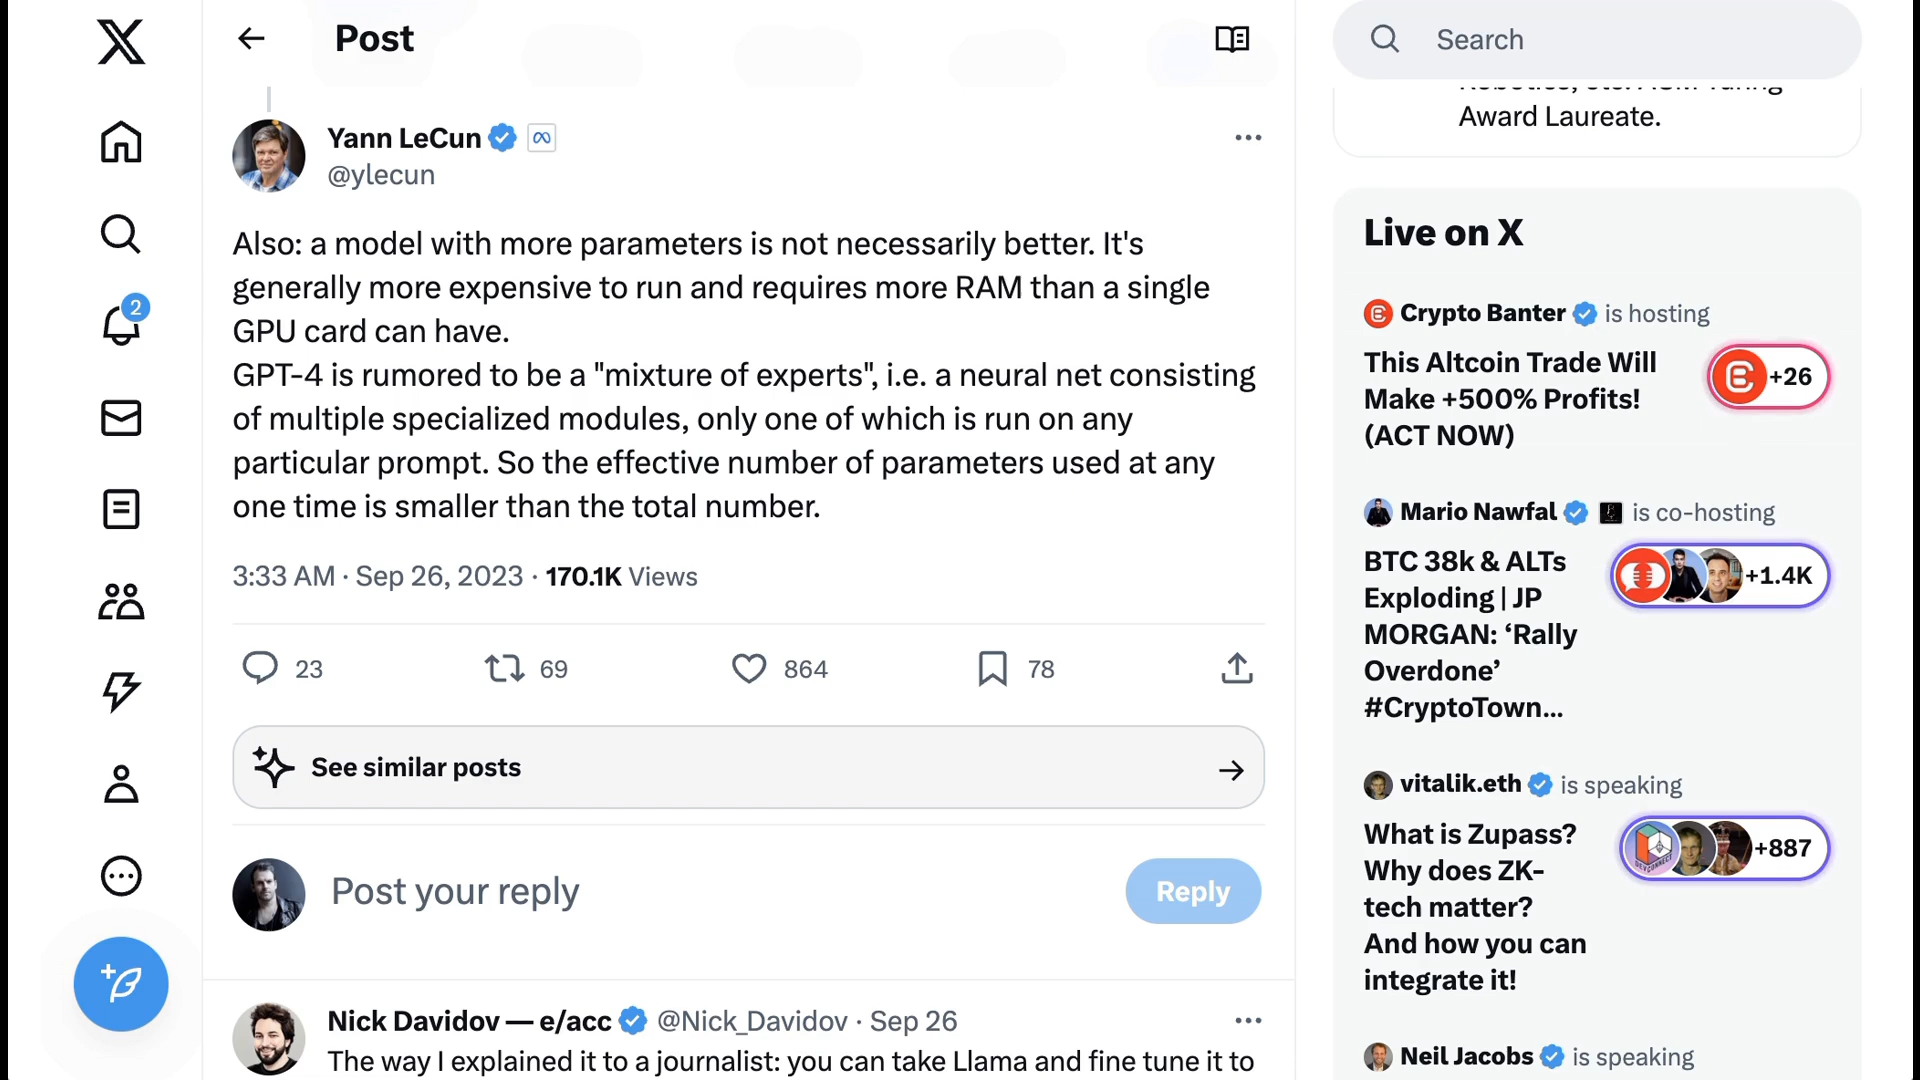 Post
Search
Robotics, etc. ACM Turing
Award Laureate.
2
Yann LeCun
@ylecun
Also: a model with more parameters is not necessarily better. It's
generally more expensive to run and requires more RAM than a single
GPU card can have.
GPT-4 is rumored to be a "mixture of experts", i.e. a neural net consisting
of multiple specialized modules, only one of which is run on any
particular prompt. So the effective number of parameters used at any
one time is smaller than the total number.
3:33 AM · Sep 26, 2023 · 170.1K Views
23
69
864
78
See similar posts
Post your reply
Reply
Nick Davidov — e/acc @Nick_Davidov · Sep 26
The way I explained it to a journalist: you can take Llama and fine tune it to
Live on X
Crypto Banter is hosting
This Altcoin Trade Will
Make +500% Profits!
(ACT NOW)
+26
Mario Nawfal is co-hosting
BTC 38k & ALTs
Exploding | JP
MORGAN: ‘Rally
Overdone’
#CryptoTown...
+1.4K
vitalik.eth is speaking
What is Zupass?
Why does ZK-
tech matter?
And how you can
integrate it!
+887
Neil Jacobs is speaking